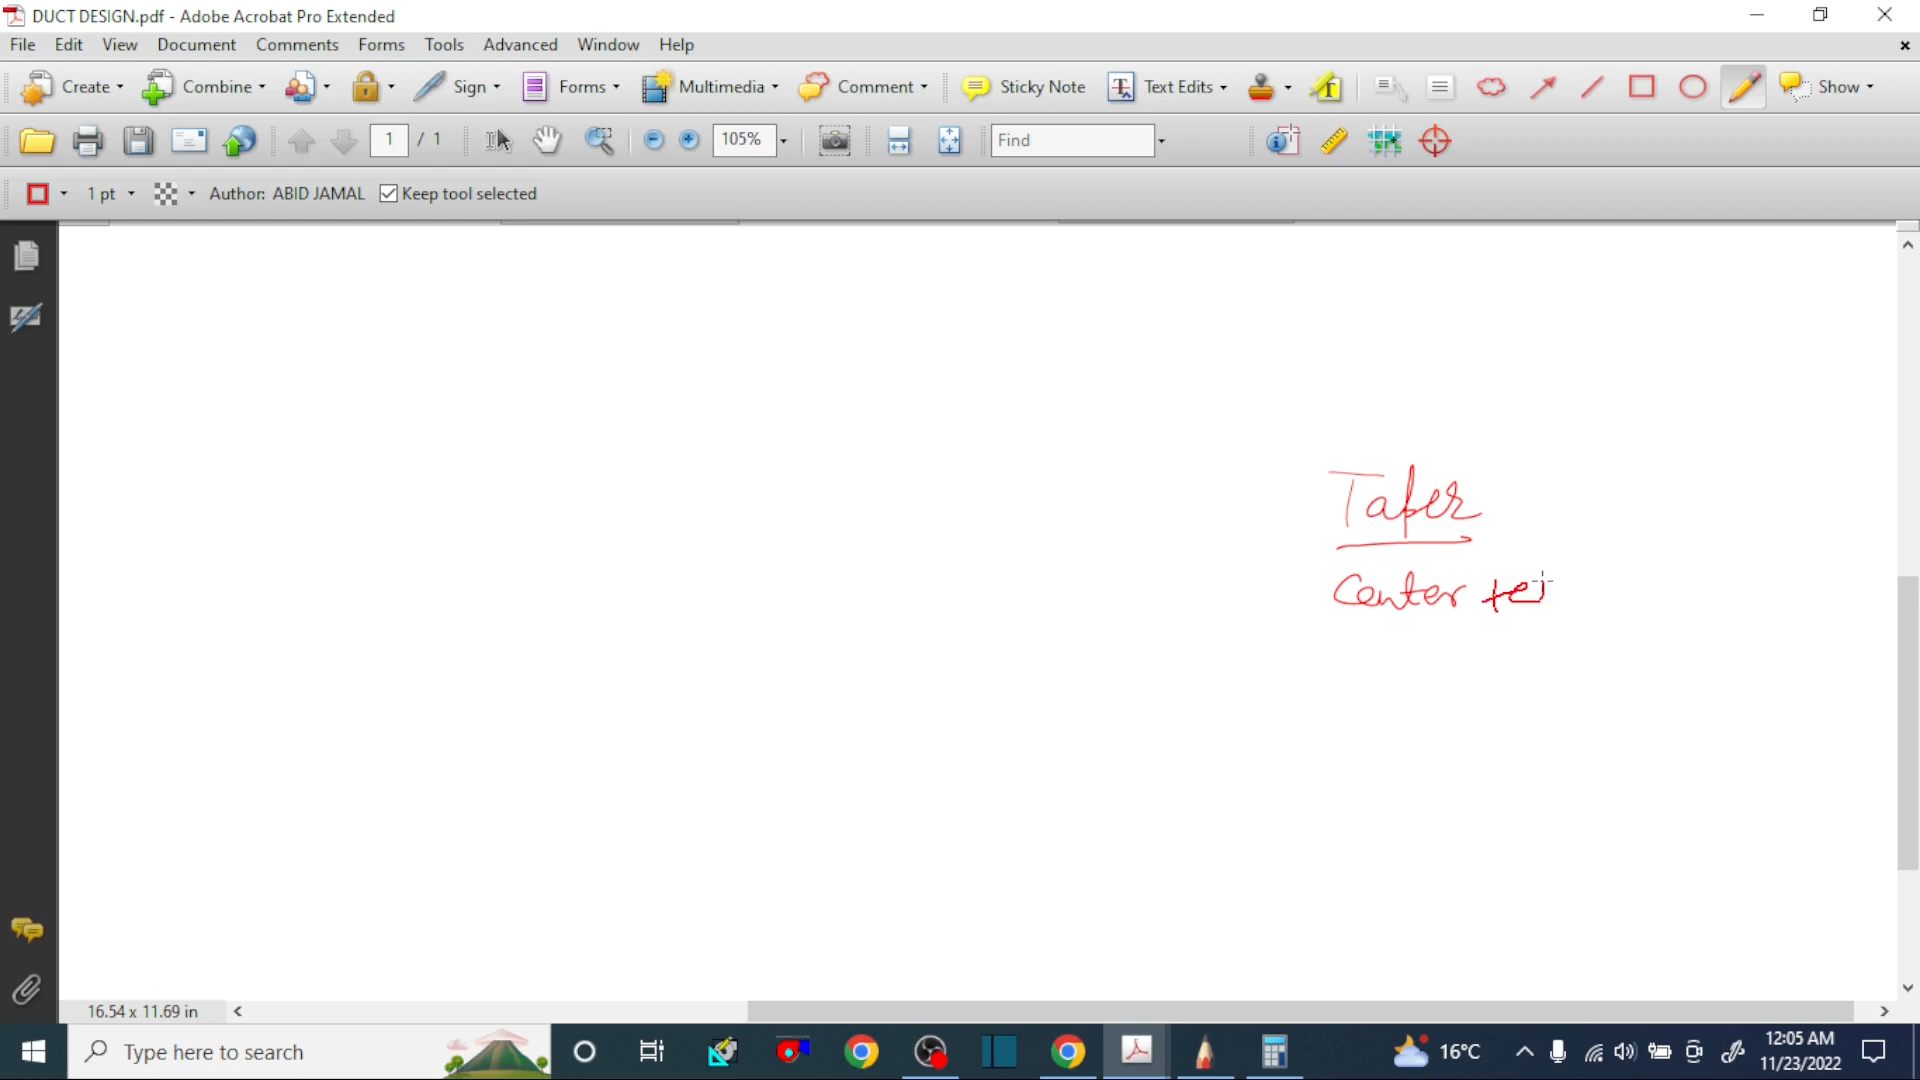 DUCT DESIGN.pdf - Adobe Acrobat Pro Extended
File Edit View Document Comments Forms Tools Advanced Window Help
Create Combine Sign Forms Multimedia Comment Sticky Note Text Edits Show
1 / 1 105% Find
1 pt Author: ABID JAMAL Keep tool selected
Taper
Center
16.54 x 11.69 in
Type here to search
16°C
12:05 AM
11/23/2022